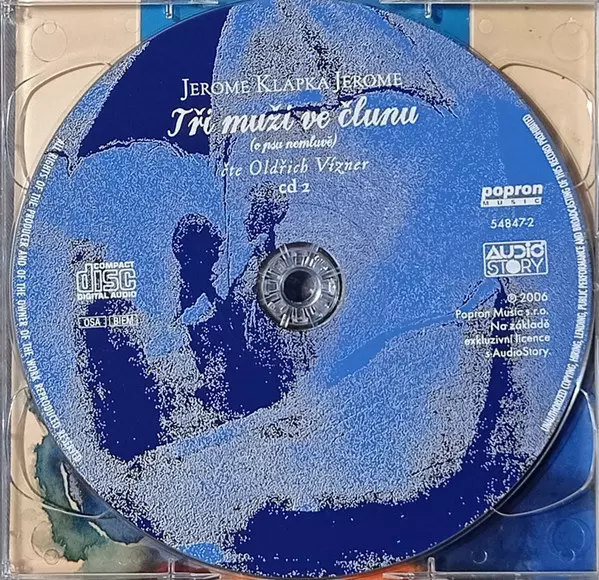 JEROME KLAPKA JEROME
Tři muži ve člunu
(o psu nemluvě)
čte Oldřich Vízner
cd 2
popron
MUSIC
54847-2
AUDIO
STORY
COMPACT
disc
DIGITAL AUDIO
OSA BIEM
℗ 2006
Popron Music s.r.o.
Na základě
exkluzivní licence
s AudioStory.
ALL RIGHTS OF THE PRODUCER AND OF THE OWNER OF THE WORK REPRODUCED RESERVED
UNAUTHORIZED COPYING, HIRING, LENDING, PUBLIC PERFORMANCE AND BROADCASTING OF THIS RECORD PROHIBITED